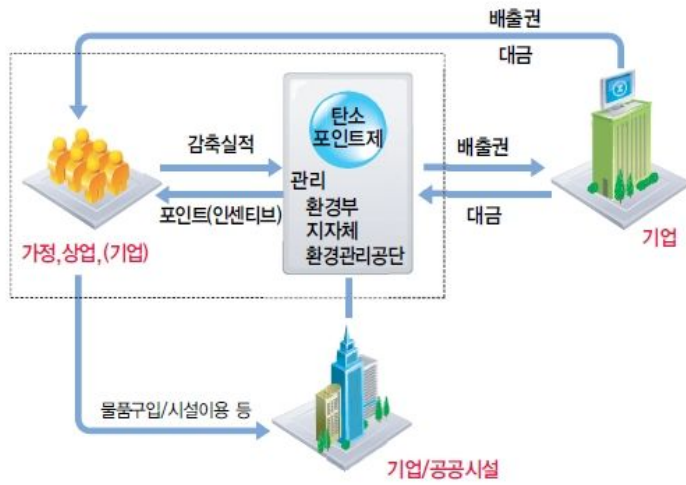 배출권
대금
탄소
포인트제
감축실적
배출권
관리
환경부
지자체
환경관리공단
포인트(인센티브)
대금
가정,상업,(기업)
기업
물품구입/시설이용 등
기업/공공시설